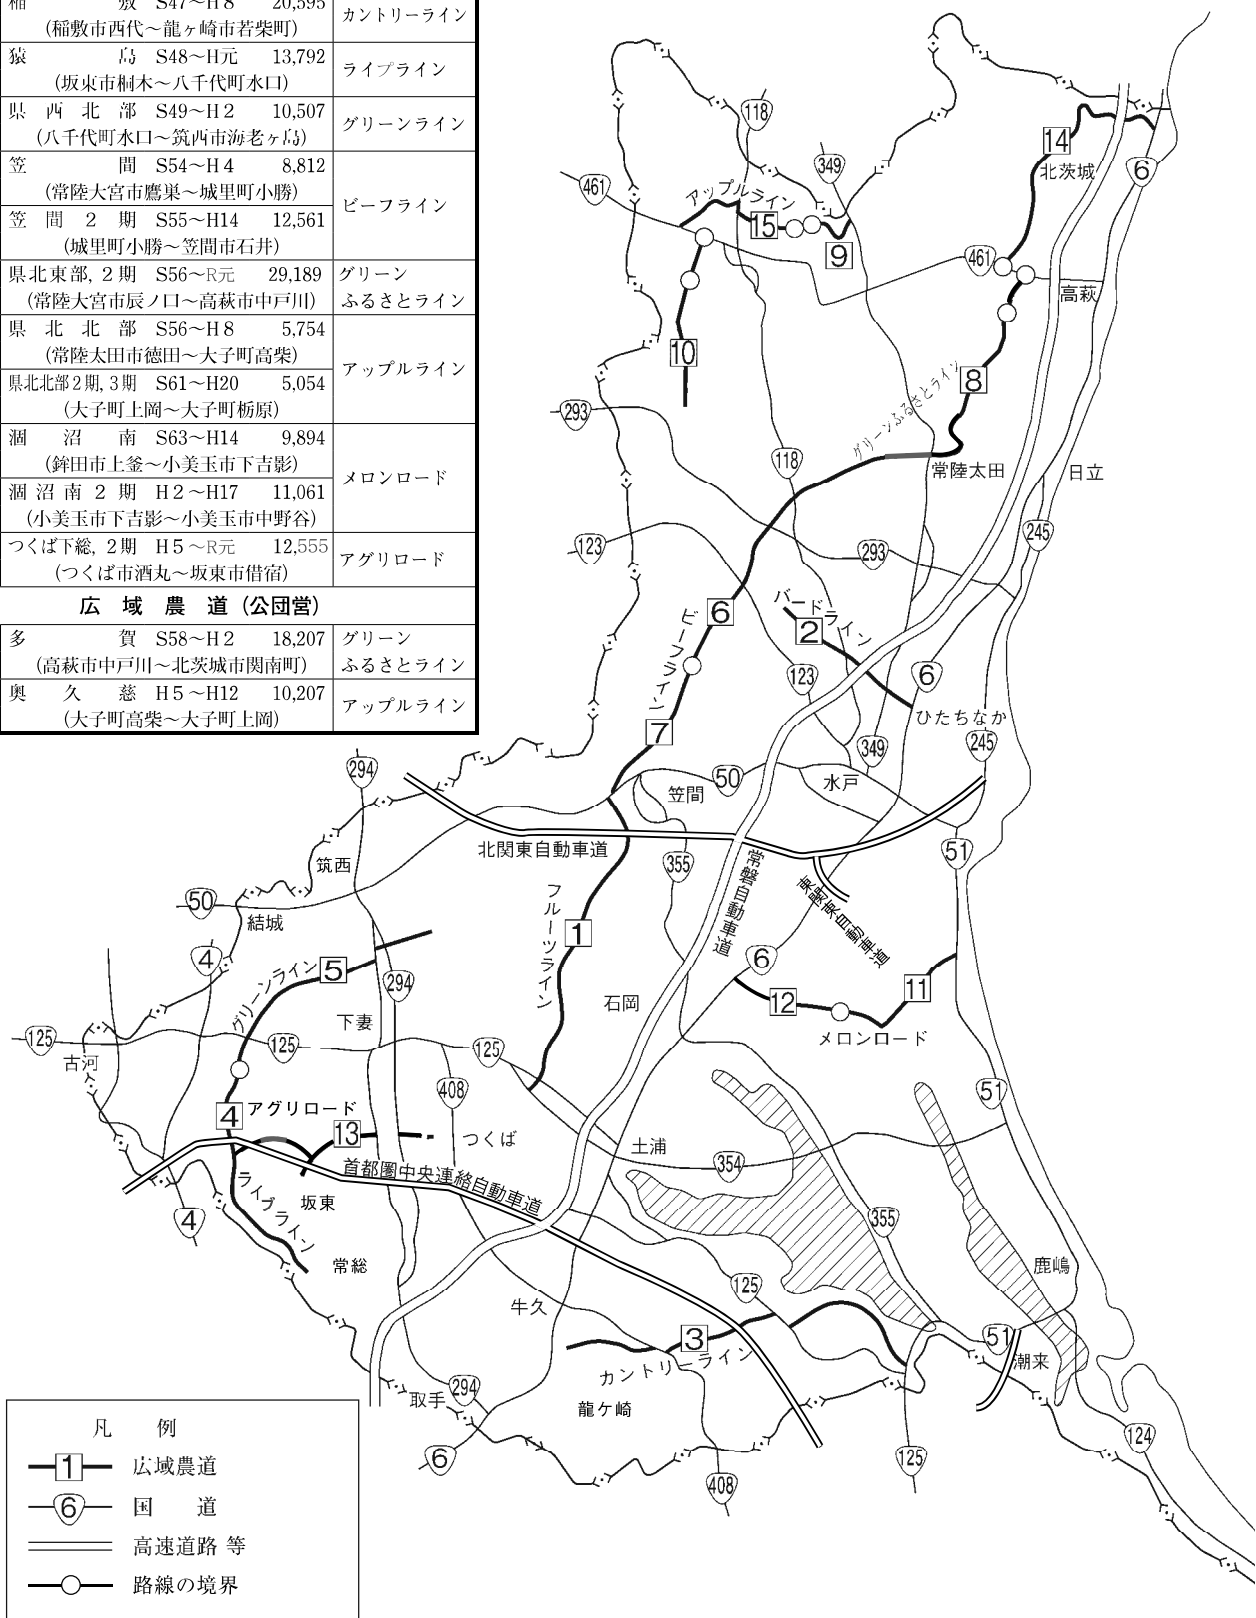 稲 敷 S47〜H8 20,595
(稲敷市西代〜龍ヶ崎市若柴町)
カントリーライン
猿 島 S48〜H元 13,792
(坂東市桐木〜八千代町水口)
ライプライン
県西北部 S49〜H2 10,507
(八千代町水口〜筑西市海老ヶ島)
グリーンライン
笠 間 S54〜H4 8,812
(常陸大宮市鷹巣〜城里町小勝)
ビーフライン
笠間2期 S55〜H14 12,561
(城里町小勝〜笠間市石井)
県北東部,2期 S56〜R元 29,189
(常陸大宮市辰ノ口〜高萩市中戸川)
グリーン
ふるさとライン
県北北部 S56〜H8 5,754
(常陸太田市徳田〜大子町高柴)
アップルライン
県北北部2期,3期 S61〜H20 5,054
(大子町上岡〜大子町栃原)
涸沼南 S63〜H14 9,894
(鉾田市上釜〜小美玉市下吉影)
メロンロード
涸沼南2期 H2〜H17 11,061
(小美玉市下吉影〜小美玉市中野谷)
つくば下総,2期 H5〜R元 12,555
(つくば市酒丸〜坂東市借宿)
アグリロード
広域農道(公団営)
多 賀 S58〜H2 18,207
(高萩市中戸川〜北茨城市関南町)
グリーン
ふるさとライン
奥久慈 H5〜H12 10,207
(大子町高柴〜大子町上岡)
アップルライン
118
349
14
6
北茨城
461
アップルライン
15
9
461
高萩
10
8
293
グリーンふるさとライン
118
常陸太田
日立
245
123
293
6
バードライン
2
ビーフライン
123
6
ひたちなか
7
349
245
294
50
笠間
水戸
北関東自動車道
355
51
筑西
常磐自動車道
東関東自動車道
50
結城
フルーツライン
1
4
6
グリーンライン
5
294
11
12
石岡
下妻
メロンロード
125
125
125
古河
408
51
4
アグリロード
13
つくば
土浦
354
首都圏中央連絡自動車道
ライブライン
坂東
4
355
常総
鹿嶋
125
牛久
3
51
カントリーライン
潮来
294
取手
龍ケ崎
124
6
125
408
凡 例
1 広域農道
6 国 道
高速道路 等
路線の境界